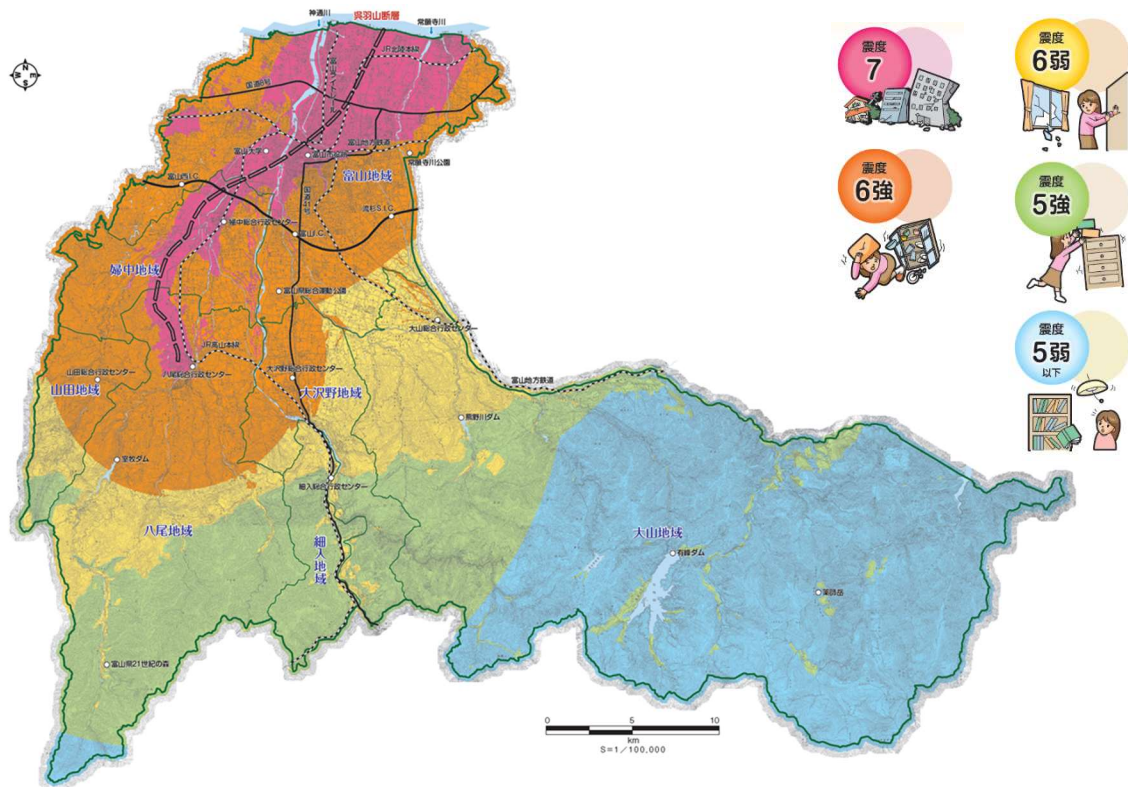 神通川
呉羽山断層
常願寺川
JR北陸本線
国道8号
富山大学
富山地方鉄道
常願寺川公園
富山地域
富山西I.C.
国道41号
流杉S.I.C.
婦中総合行政センター
富山I.C.
婦中地域
富山県総合運動公園
大山総合行政センター
JR高山本線
山田総合行政センター
八尾総合行政センター
大沢野総合行政センター
富山地方鉄道
山田地域
大沢野地域
熊野川ダム
室牧ダム
細入総合行政センター
八尾地域
細入地域
大山地域
有峰ダム
薬師岳
富山県21世紀の森
N
E
S
W
0 5 10
km
S=1/100,000
震度
7
震度
6弱
震度
6強
震度
5強
震度
5弱
以下